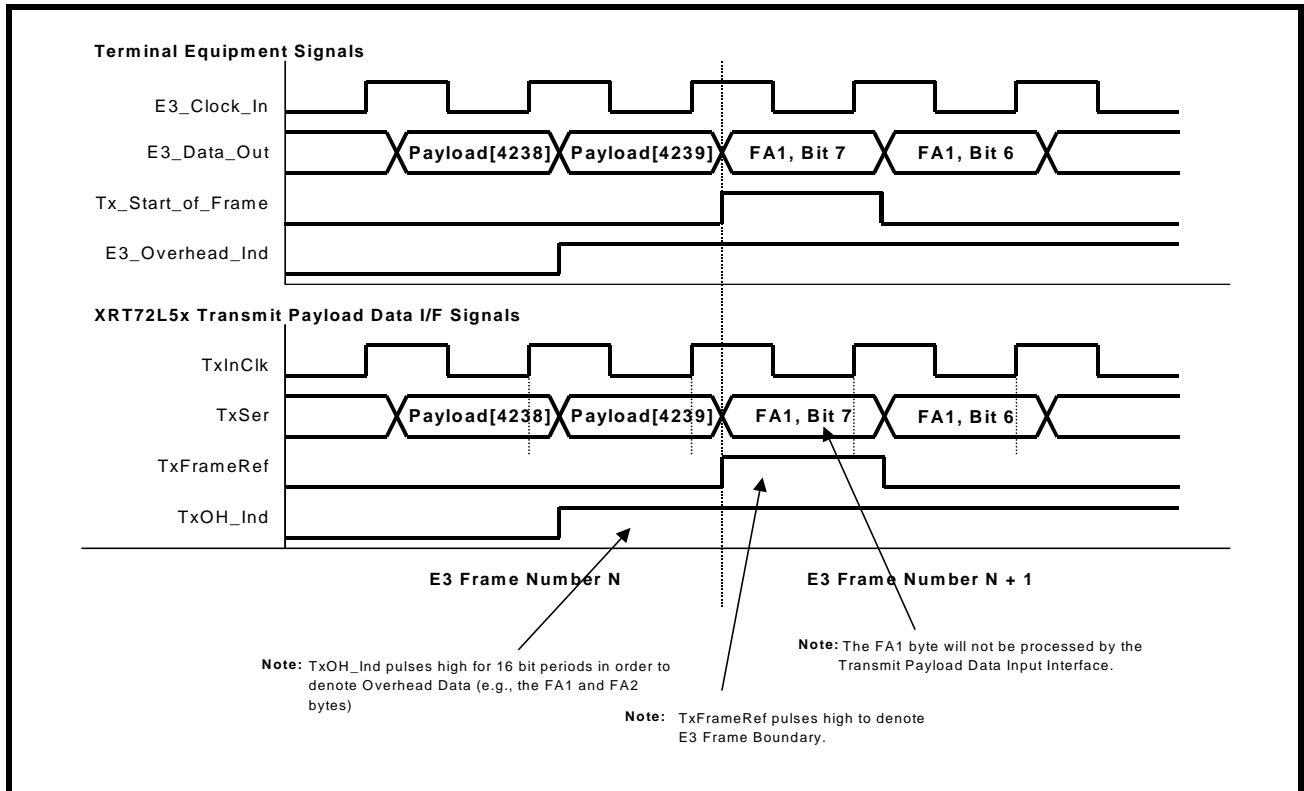 Terminal Equipment Signals
E3_Clock_In
E3_Data_Out
Payload[4238] Payload[4239] FA1, Bit 7 FA1, Bit 6
Tx_Start_of_Frame
E3_Overhead_Ind
XRT72L5x Transmit Payload Data I/F Signals
TxInClk
TxSer
Payload[4238] Payload[4239] FA1, Bit 7 FA1, Bit 6
TxFrameRef
TxOH_Ind
E3 Frame Number N
E3 Frame Number N + 1
Note: TxOH_Ind pulses high for 16 bit periods in order to
denote Overhead Data (e.g., the FA1 and FA2
bytes)
Note: The FA1 byte will not be processed by the
Transmit Payload Data Input Interface.
Note: TxFrameRef pulses high to denote
E3 Frame Boundary.